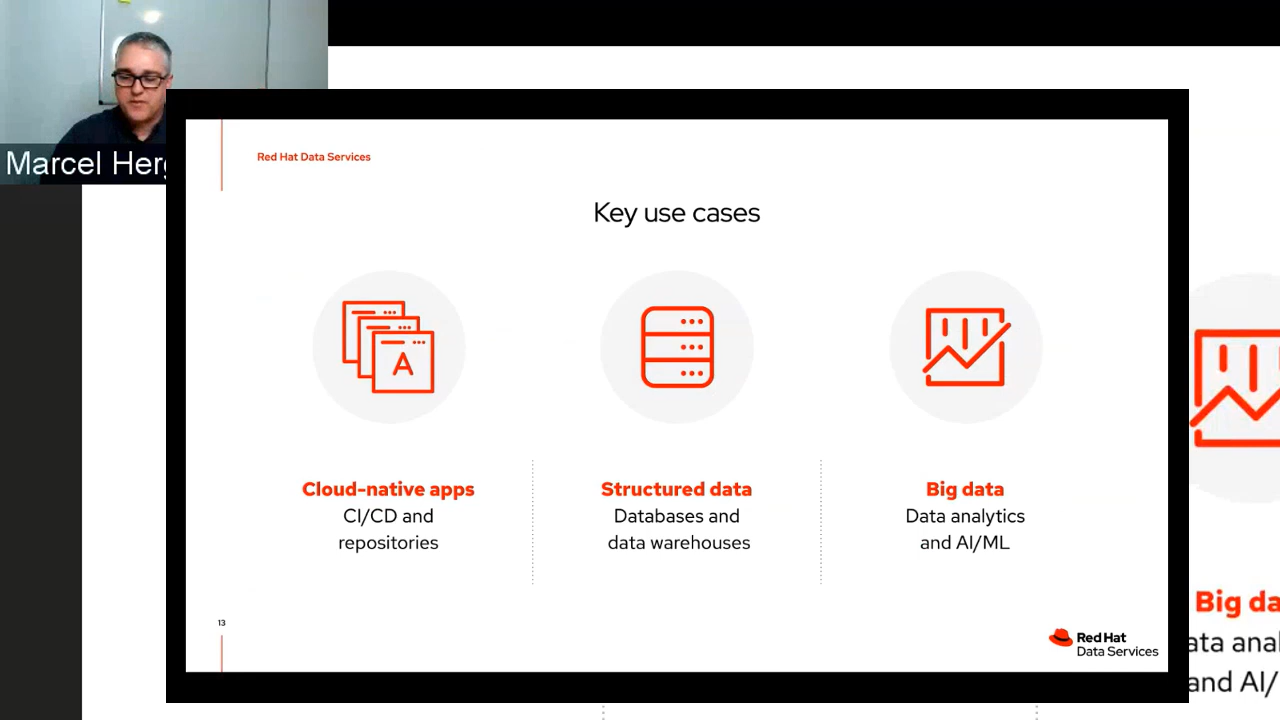 Marcel Her
Red Hat Data Services
Key use cases
A
Cloud-native apps
CI/CD and
repositories
Structured data
Databases and
data warehouses
Big data
Data analytics
and AI/ML
13
Red Hat
Data Services
Big da
ata anal
and AI/